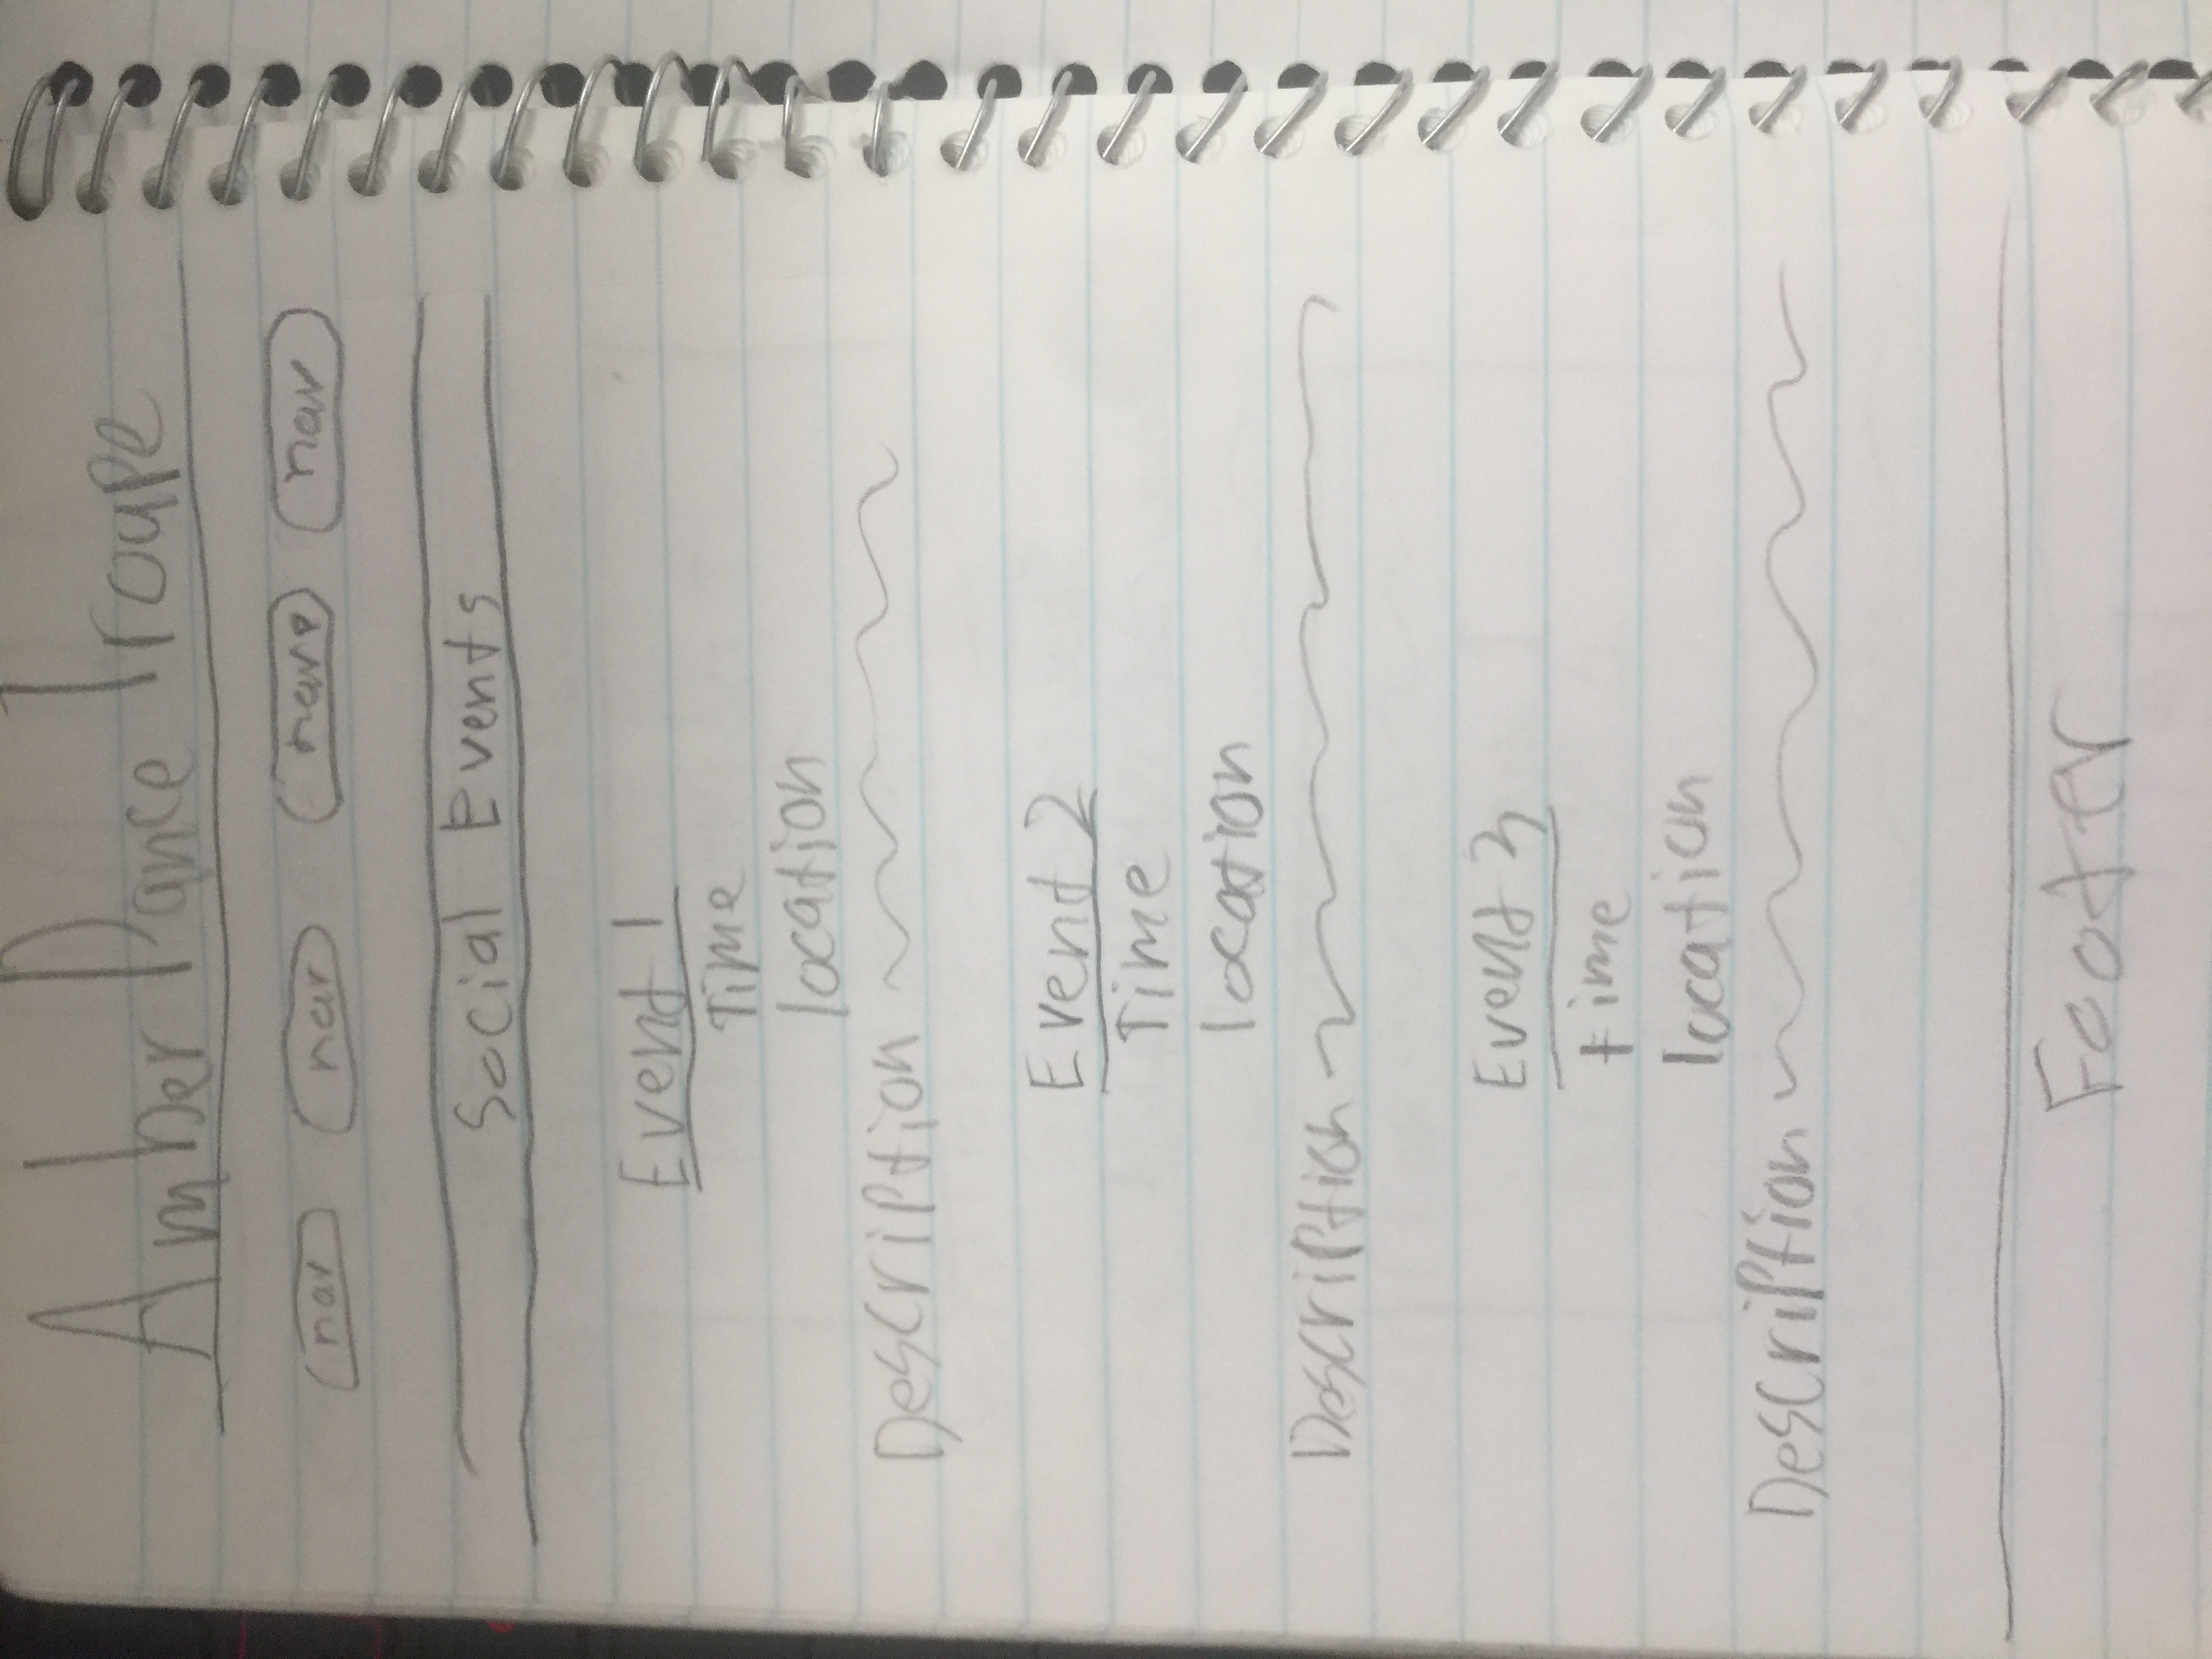 Amber Dance Troupe
nav nav nav nav
Social Events
Event 1
Time
location
Description
Event 2
Time
location
Description
Event 3
time
location
Description
Footer